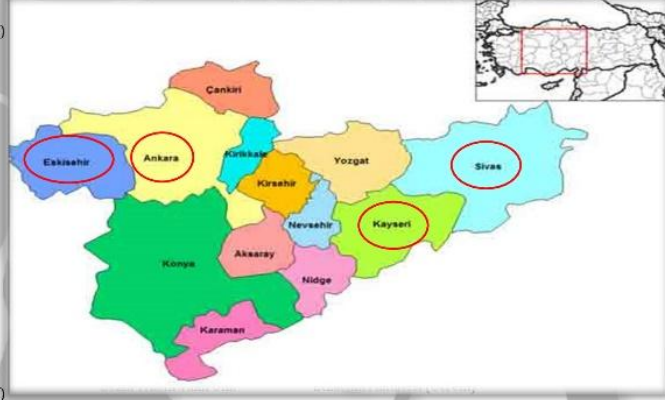 Çankiri
Eskisehir
Ankara
Kirikkale
Kirsehir
Yozgat
Sivas
Nevsehir
Kayseri
Aksaray
Konya
Nidge
Karaman